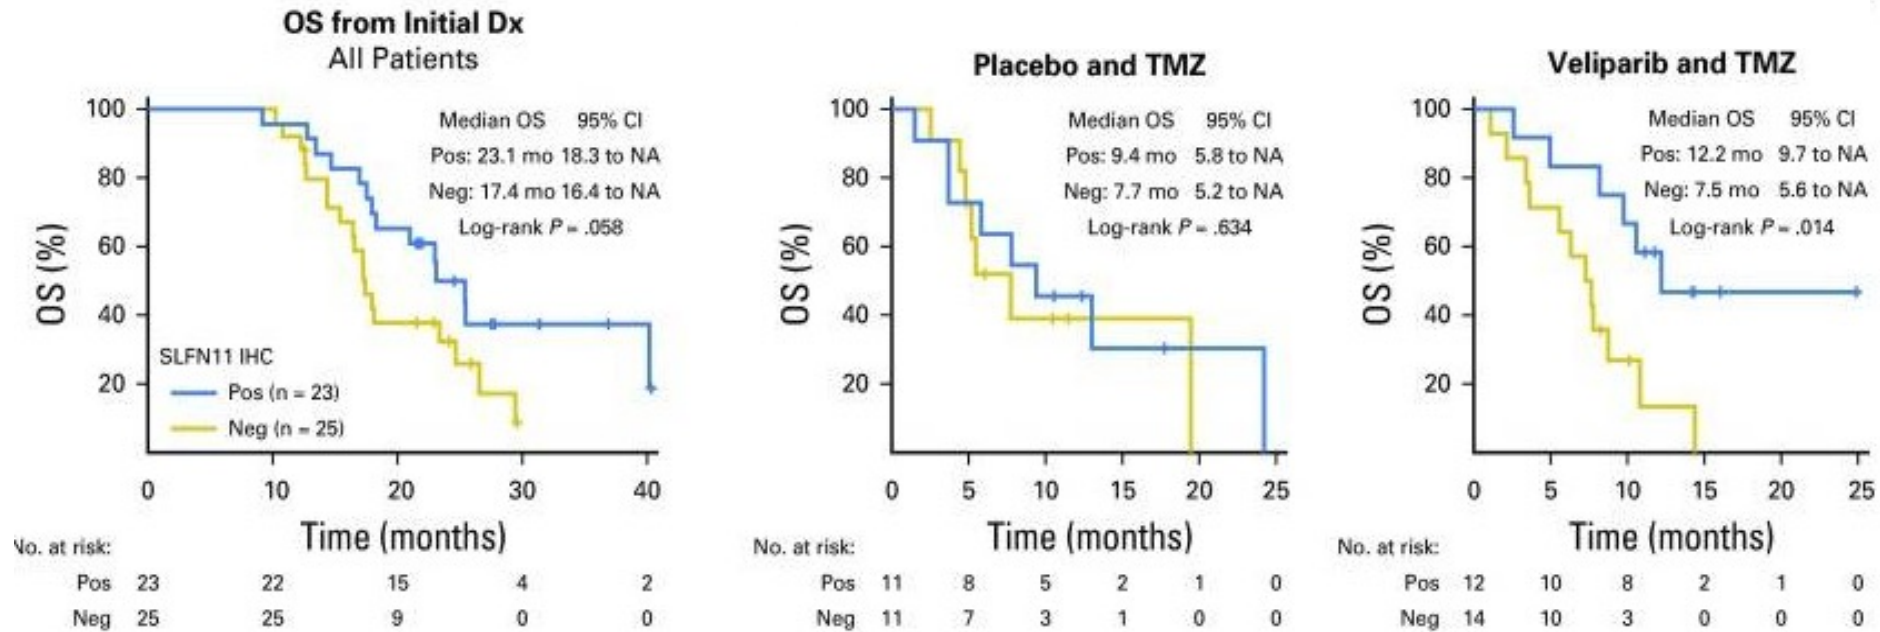 OS from Initial Dx
All Patients
100
80
60
40
20
OS (%)
Median OS 95% CI
Pos: 23.1 mo 18.3 to NA
Neg: 17.4 mo 16.4 to NA
Log-rank P = .058
SLFN11 IHC
Pos (n = 23)
Neg (n = 25)
0 10 20 30 40
Time (months)
No. at risk:
Pos 23 22 15 4 2
Neg 25 25 9 0 0
Placebo and TMZ
100
80
60
40
20
OS (%)
Median OS 95% CI
Pos: 9.4 mo 5.8 to NA
Neg: 7.7 mo 5.2 to NA
Log-rank P = .634
0 5 10 15 20 25
Time (months)
No. at risk:
Pos 11 8 5 2 1 0
Neg 11 7 3 1 0 0
Veliparib and TMZ
100
80
60
40
20
OS (%)
Median OS 95% CI
Pos: 12.2 mo 9.7 to NA
Neg: 7.5 mo 5.6 to NA
Log-rank P = .014
0 5 10 15 20 25
Time (months)
No. at risk:
Pos 12 10 8 2 1 0
Neg 14 10 3 0 0 0